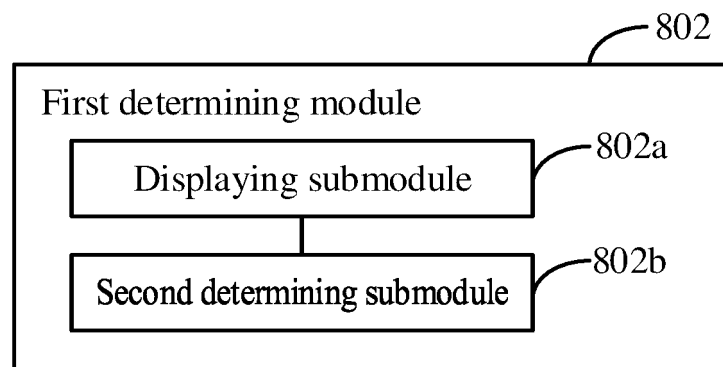 802
First determining module
802a
Displaying submodule
802b
Second determining submodule